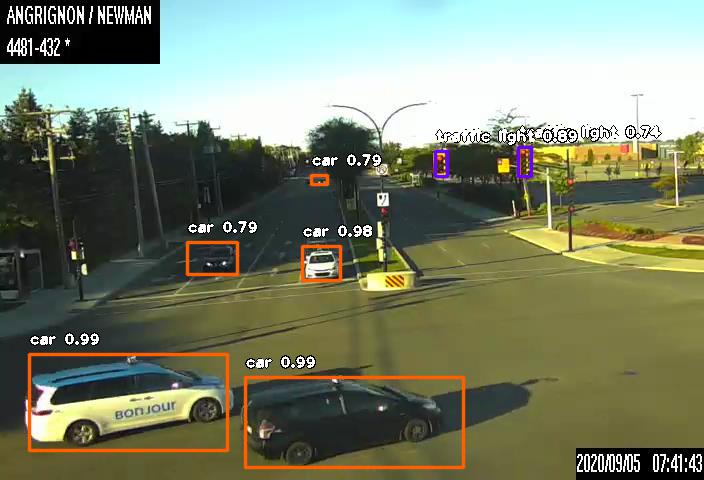 ANGRIGNON / NEWMAN
4481-432 *
traffic light 0.89
light 0.74
car 0.79
car 0.79
car 0.98
car 0.99
car 0.99
BONJOUR
2020/09/05 07:41:43